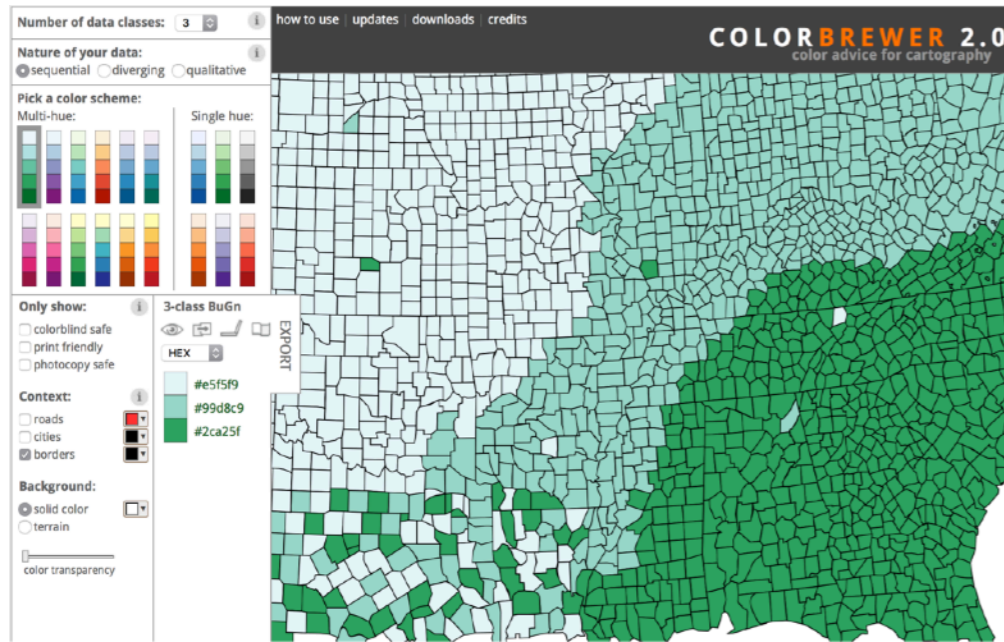 Number of data classes: 3 i
how to use | updates | downloads | credits
COLORBREWER 2.0
color advice for cartography
Nature of your data: i
sequential diverging qualitative
Pick a color scheme:
Multi-hue: Single hue:
Only show: i
colorblind safe
print friendly
photocopy safe
Context: i
roads
cities
borders
Background:
solid color
terrain
color transparency
3-class BuGn
EXPORT
HEX
#e5f5f9
#99d8c9
#2ca25f